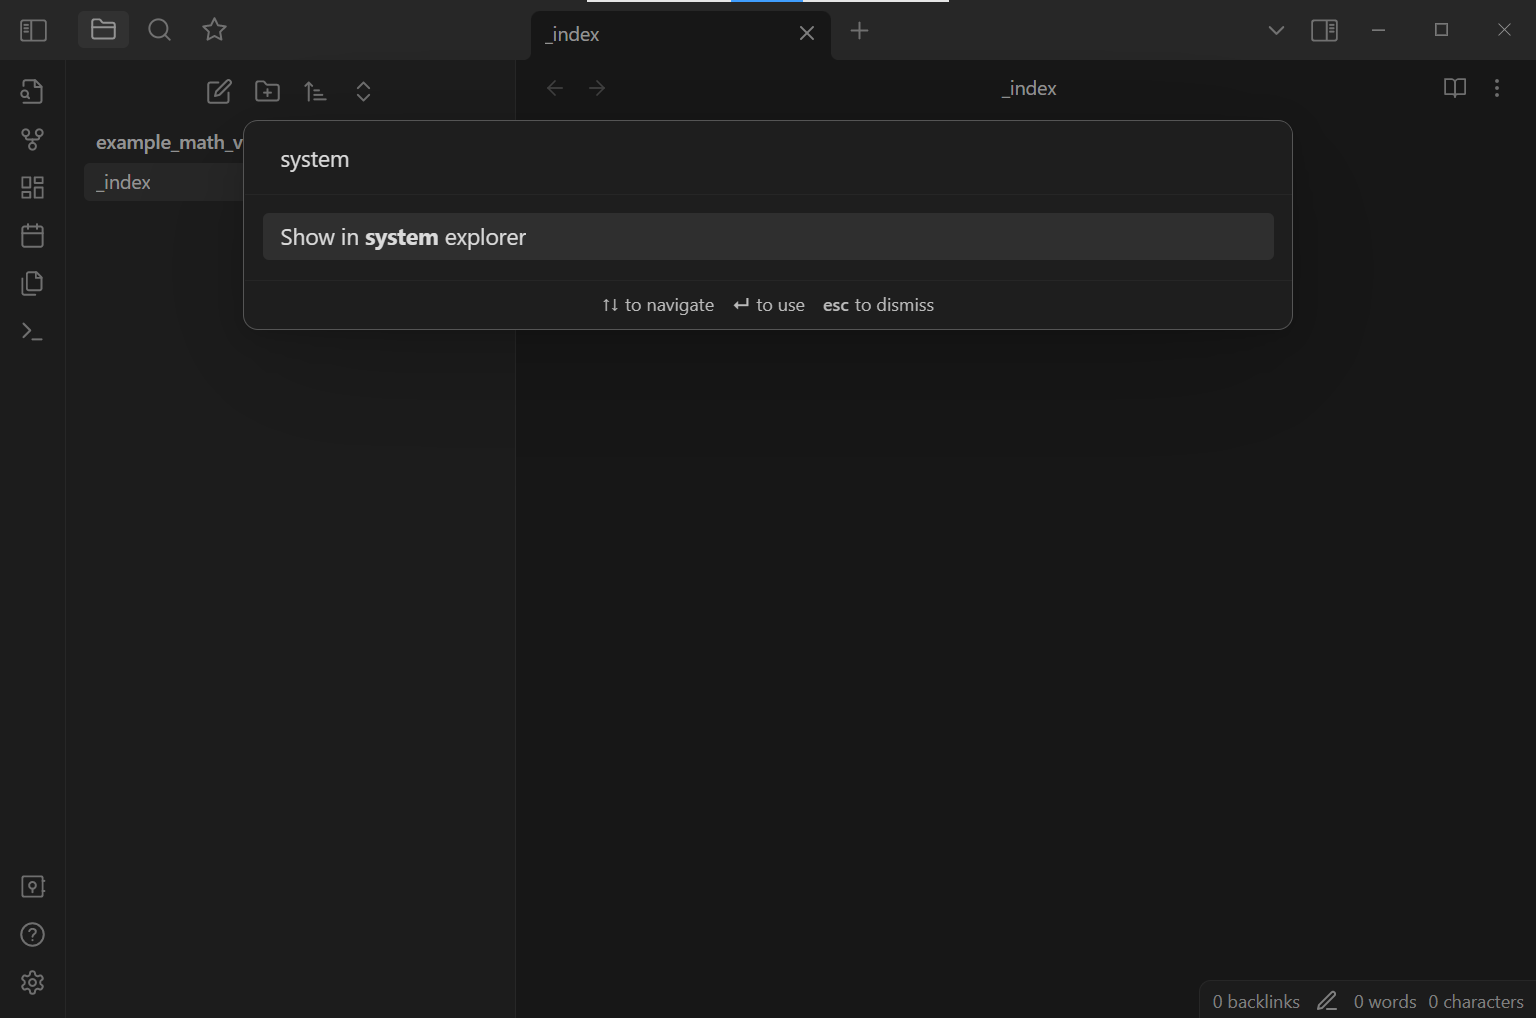 _index
_index
example_math_v
_index
system
Show in system explorer
↑↓ to navigate ↵ to use esc to dismiss
0 backlinks 0 words 0 characters